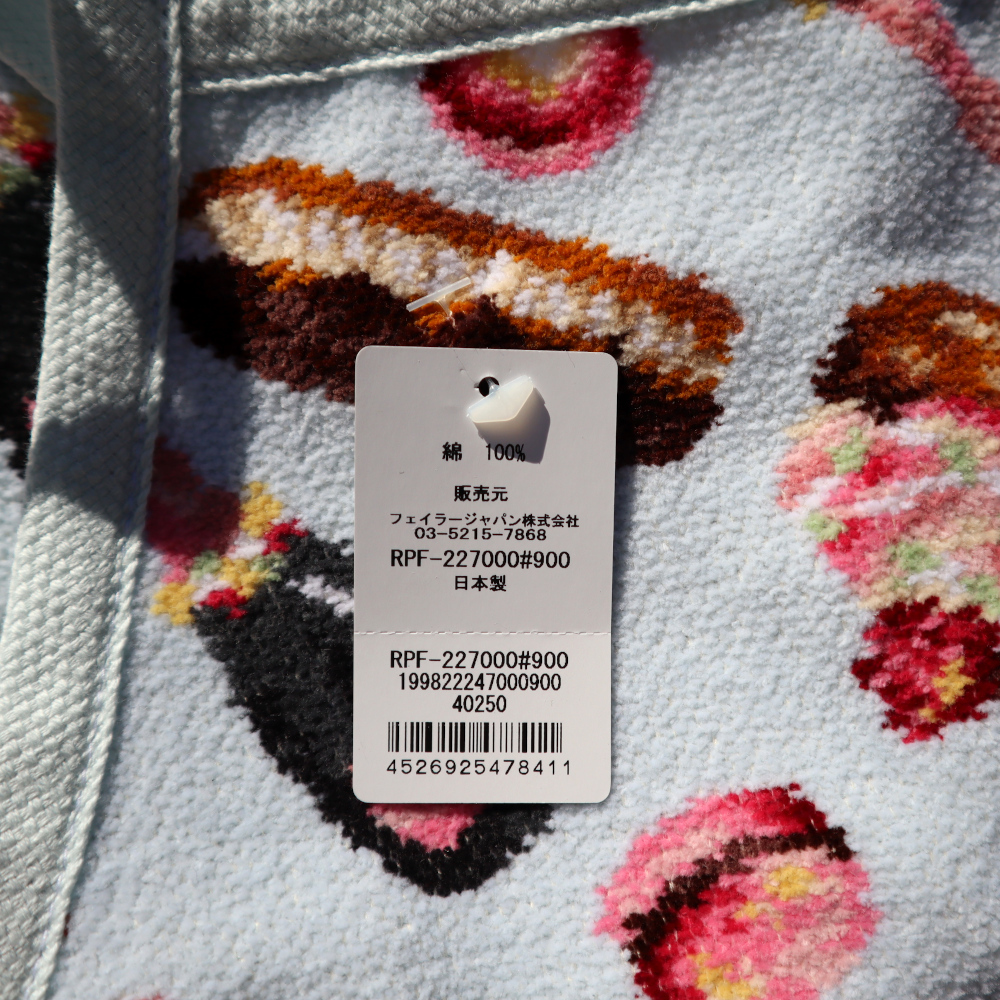 綿 100%
販売元
フェイラージャパン株式会社
03-5215-7868
RPF-227000#900
日本製
RPF-227000#900
199822247000900
40250
4526925478411